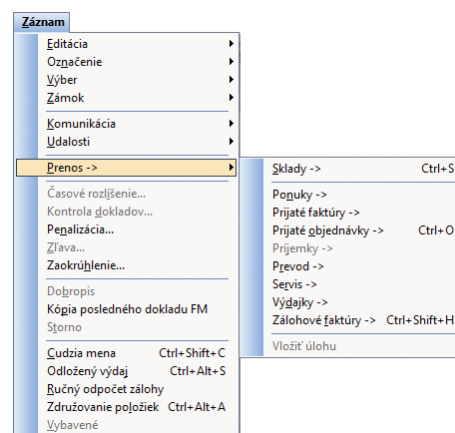 Záznam
Editácia
Označenie
Výber
Zámok
Komunikácia
Udalosti
Prenos ->
Časové rozlíšenie...
Kontrola dokladov...
Penalizácia...
Zľava...
Zaokrúhlenie...
Dobropis
Kópia posledného dokladu FM
Storno
Cudzia mena Ctrl+Shift+C
Odložený výdaj Ctrl+Alt+S
Ručný odpočet zálohy
Združovanie položiek Ctrl+Alt+A
Vybavené
Sklady -> Ctrl+S
Ponuky ->
Prijaté faktúry ->
Prijaté objednávky -> Ctrl+O
Príjemky ->
Prevod ->
Servis ->
Výdajky ->
Zálohové faktúry -> Ctrl+Shift+H
Vložiť úlohu